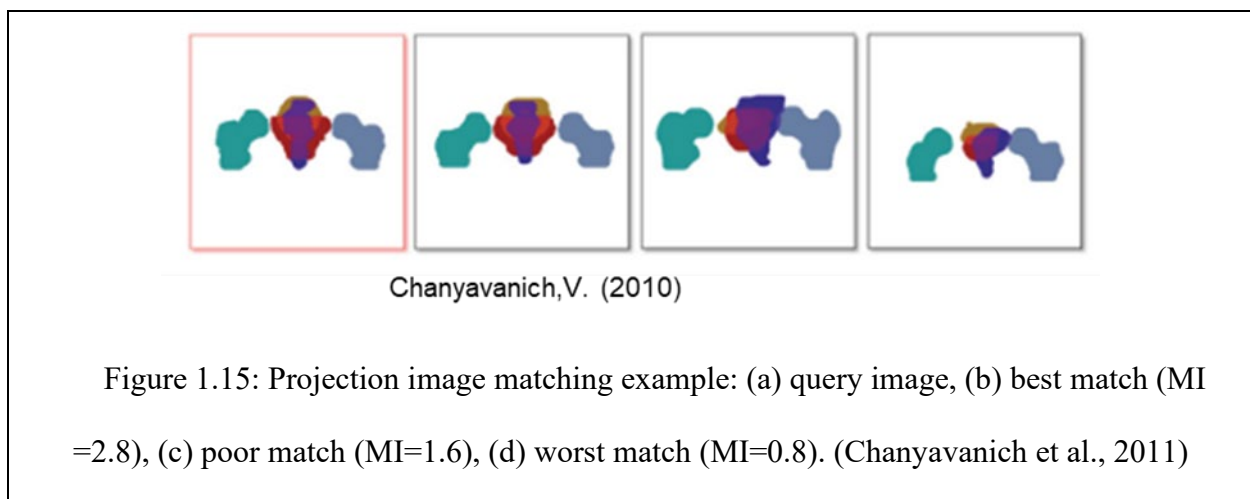 Chanyavanich,V. (2010)
Figure 1.15: Projection image matching example: (a) query image, (b) best match (MI
=2.8), (c) poor match (MI=1.6), (d) worst match (MI=0.8). (Chanyavanich et al., 2011)